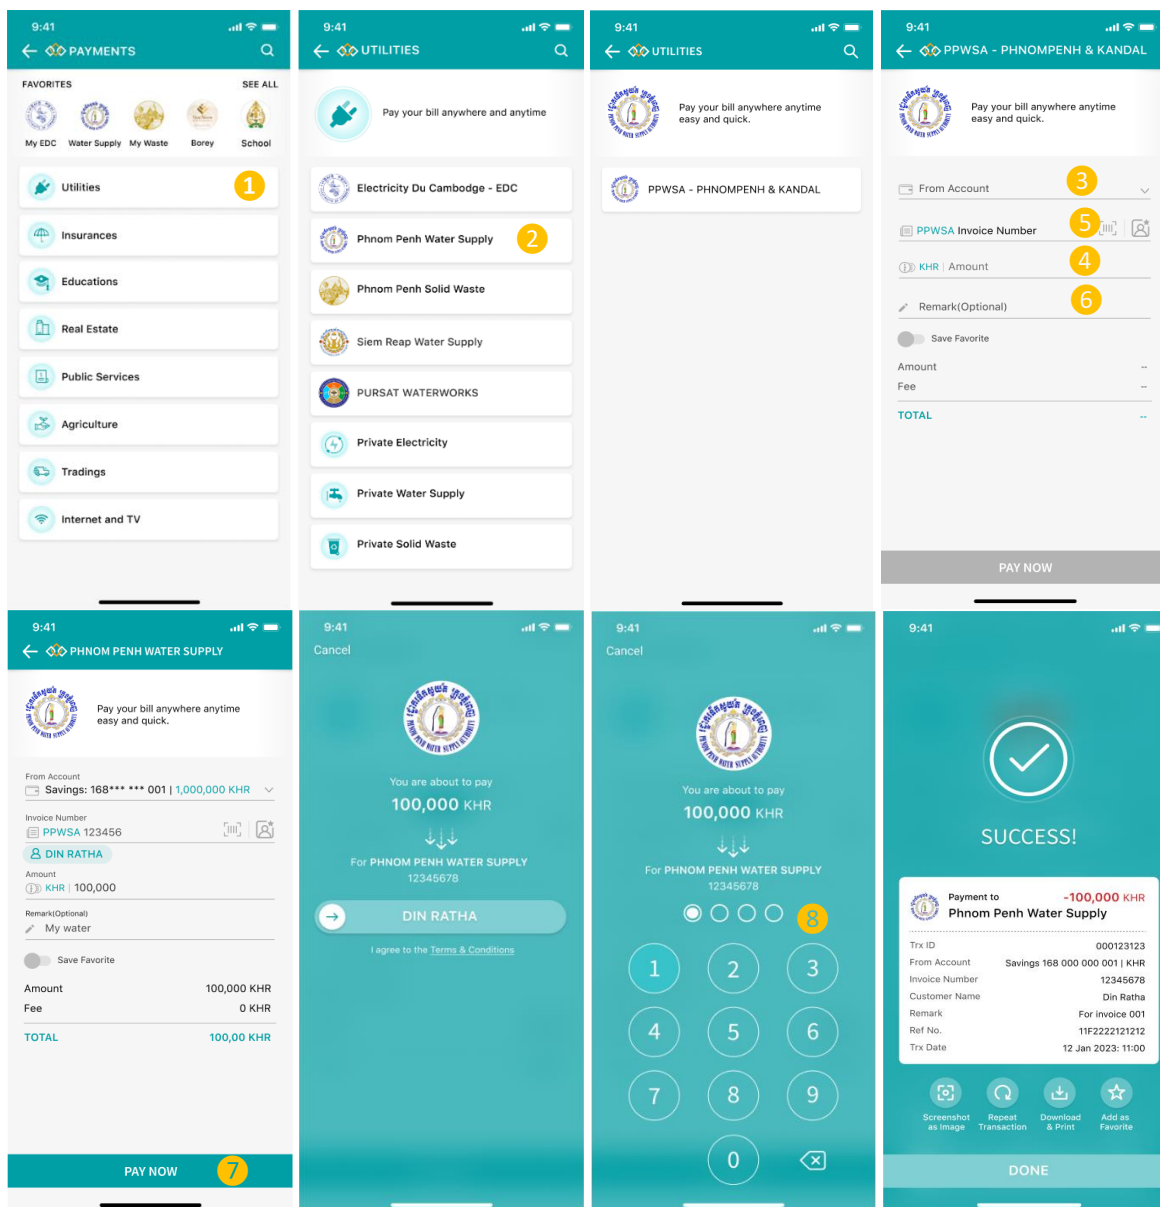 9:41
PAYMENTS
FAVORITES SEE ALL
My EDC Water Supply My Waste Borey School
Utilities 1
Insurances
Educations
Real Estate
Public Services
Agriculture
Tradings
Internet and TV
9:41
UTILITIES
Pay your bill anywhere and anytime
Electricity Du Cambodge - EDC
Phnom Penh Water Supply 2
Phnom Penh Solid Waste
Siem Reap Water Supply
PURSAT WATERWORKS
Private Electricity
Private Water Supply
Private Solid Waste
9:41
UTILITIES
Pay your bill anywhere anytime
easy and quick.
PPWSA - PHNOMPENH & KANDAL
9:41
PPWSA - PHNOMPENH & KANDAL
Pay your bill anywhere anytime
easy and quick.
From Account 3
PPWSA Invoice Number 5
KHR | Amount 4
Remark(Optional) 6
Save Favorite
Amount --
Fee --
TOTAL --
PAY NOW
9:41
PHNOM PENH WATER SUPPLY
Pay your bill anywhere anytime
easy and quick.
From Account
Savings: 168*** *** 001 | 1,000,000 KHR
Invoice Number
PPWSA 123456
DIN RATHA
Amount
KHR | 100,000
Remark(Optional)
My water
Save Favorite
Amount 100,000 KHR
Fee 0 KHR
TOTAL 100,00 KHR
PAY NOW 7
9:41
Cancel
PHNOM PENH WATER SUPPLY AUTHORITY
You are about to pay
100,000 KHR
For PHNOM PENH WATER SUPPLY
12345678
DIN RATHA
I agree to the Terms & Conditions
9:41
Cancel
PHNOM PENH WATER SUPPLY AUTHORITY
You are about to pay
100,000 KHR
For PHNOM PENH WATER SUPPLY
12345678
8
1 2 3
4 5 6
7 8 9
0
9:41
SUCCESS!
Payment to -100,000 KHR
Phnom Penh Water Supply
Trx ID 000123123
From Account Savings 168 000 000 001 | KHR
Invoice Number 12345678
Customer Name Din Ratha
Remark For invoice 001
Ref No. 11F2222121212
Trx Date 12 Jan 2023: 11:00
Screenshot Repeat Download Add as
as Image Transaction & Print Favorite
DONE